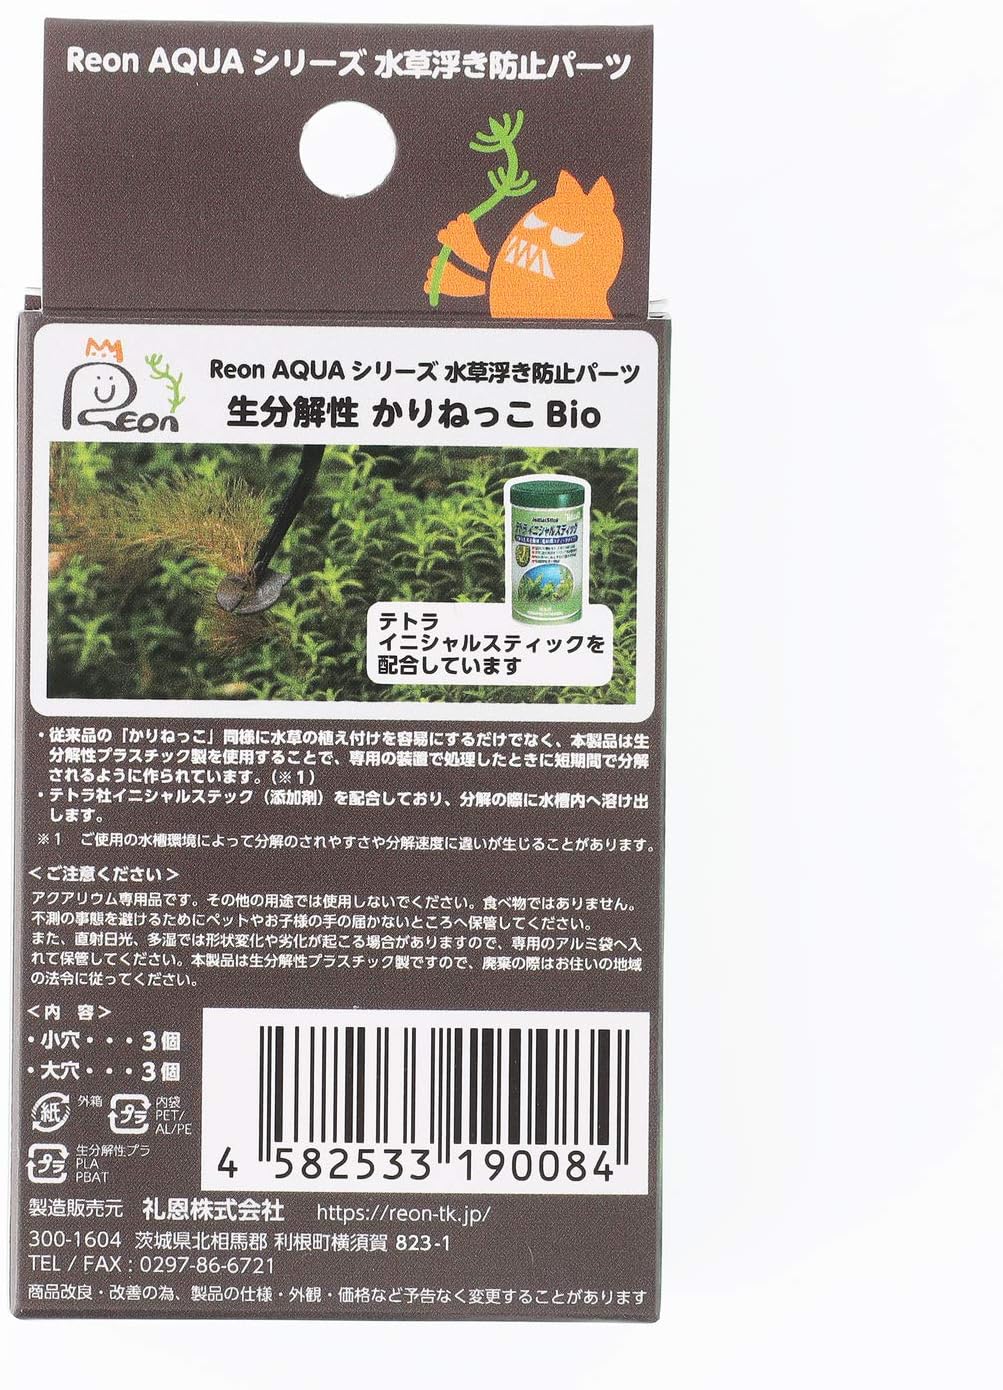 Reon AQUA シリーズ 水草浮き防止パーツ
Reon
Reon AQUA シリーズ 水草浮き防止パーツ
生分解性 かりねっこ Bio
テトラ イニシャルスティック
テトラ
イニシャルスティックを
配合しています
・従来品の「かりねっこ」同様に水草の植え付けを容易にするだけでなく、本製品は生
分解性プラスチック製を使用することで、専用の装置で処理したときに短期間で分解
されるように作られています。(※1)
・テトラ社イニシャルステック（添加剤）を配合しており、分解の際に水槽内へ溶け出
します。
※1 ご使用の水槽環境によって分解のされやすさや分解速度に違いが生じることがあります。
＜ご注意ください＞
アクアリウム専用品です。その他の用途では使用しないでください。食べ物ではありません。
不測の事態を避けるためにペットやお子様の手の届かないところへ保管してください。
また、直射日光、多湿では形状変化や劣化が起こる場合がありますので、専用のアルミ袋へ入
れて保管してください。本製品は生分解性プラスチック製ですので、廃棄の際はお住いの地域
の法令に従ってください。
＜内 容＞
・小穴・・・3個
・大穴・・・3個
紙 外箱 プラ 内袋
PET/
AL/PE
プラ 生分解性プラ
PLA
PBAT
4 582533 190084
製造販売元 礼恩株式会社 https://reon-tk.jp/
300-1604 茨城県北相馬郡 利根町横須賀 823-1
TEL / FAX : 0297-86-6721
商品改良・改善の為、製品の仕様・外観・価格など予告なく変更することがあります